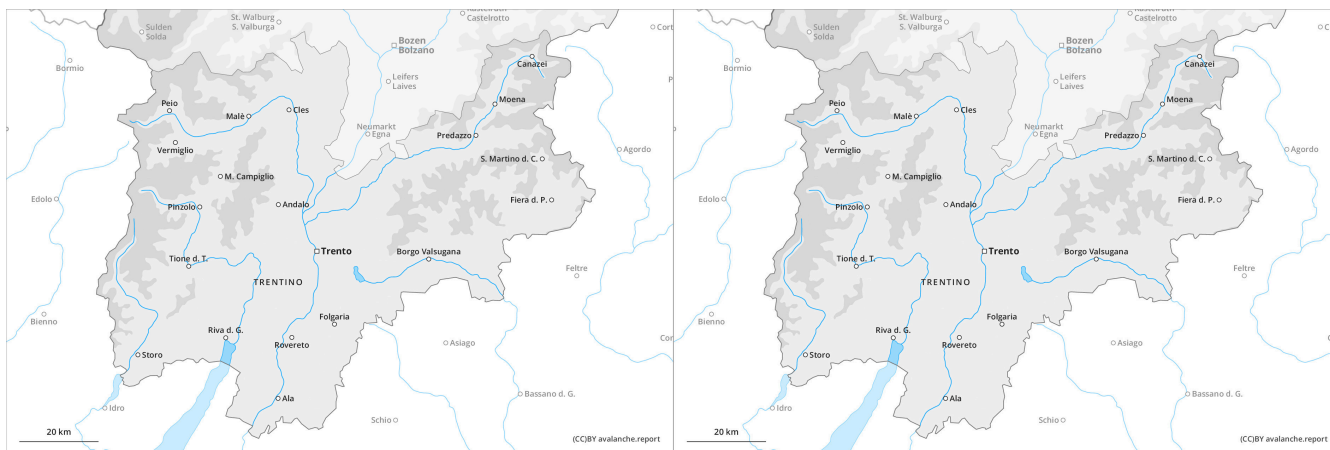 St. Walburg
S. Valburga
Kastelruth
Castelrotto
Sulden
Solda
Cort
Bozen
Bolzano
Bormio
Canazei
Leifers
Laives
Peio
Moena
Malè
Cles
Neumarkt
Egna
Predazzo
Vermiglio
Agordo
S. Martino d. C.
M. Campiglio
Edolo
Fiera d. P.
Pinzolo
Andalo
Trento
Borgo Valsugana
Tione d. T.
Feltre
TRENTINO
Bienno
Folgaria
Riva d. G.
Rovereto
Asiago
Cor
Storo
Bassano d. G.
Ala
Idro
Schio
20 km
(CC)BY avalanche.report
St. Walburg
S. Valburga
Kastelruth
Castelrotto
Sulden
Solda
C
Bozen
Bolzano
Bormio
Canazei
Leifers
Laives
P
Peio
Moena
Malè
Cles
Neumarkt
Egna
Predazzo
Vermiglio
Agordo
S. Martino d. C.
M. Campiglio
Edolo
Fiera d. P.
Pinzolo
Andalo
Trento
Borgo Valsugana
Tione d. T.
Feltre
TRENTINO
Bienno
Folgaria
Riva d. G.
Rovereto
Asiago
Storo
Bassano d. G.
Ala
Idro
Schio
20 km
(CC)BY avalanche.report